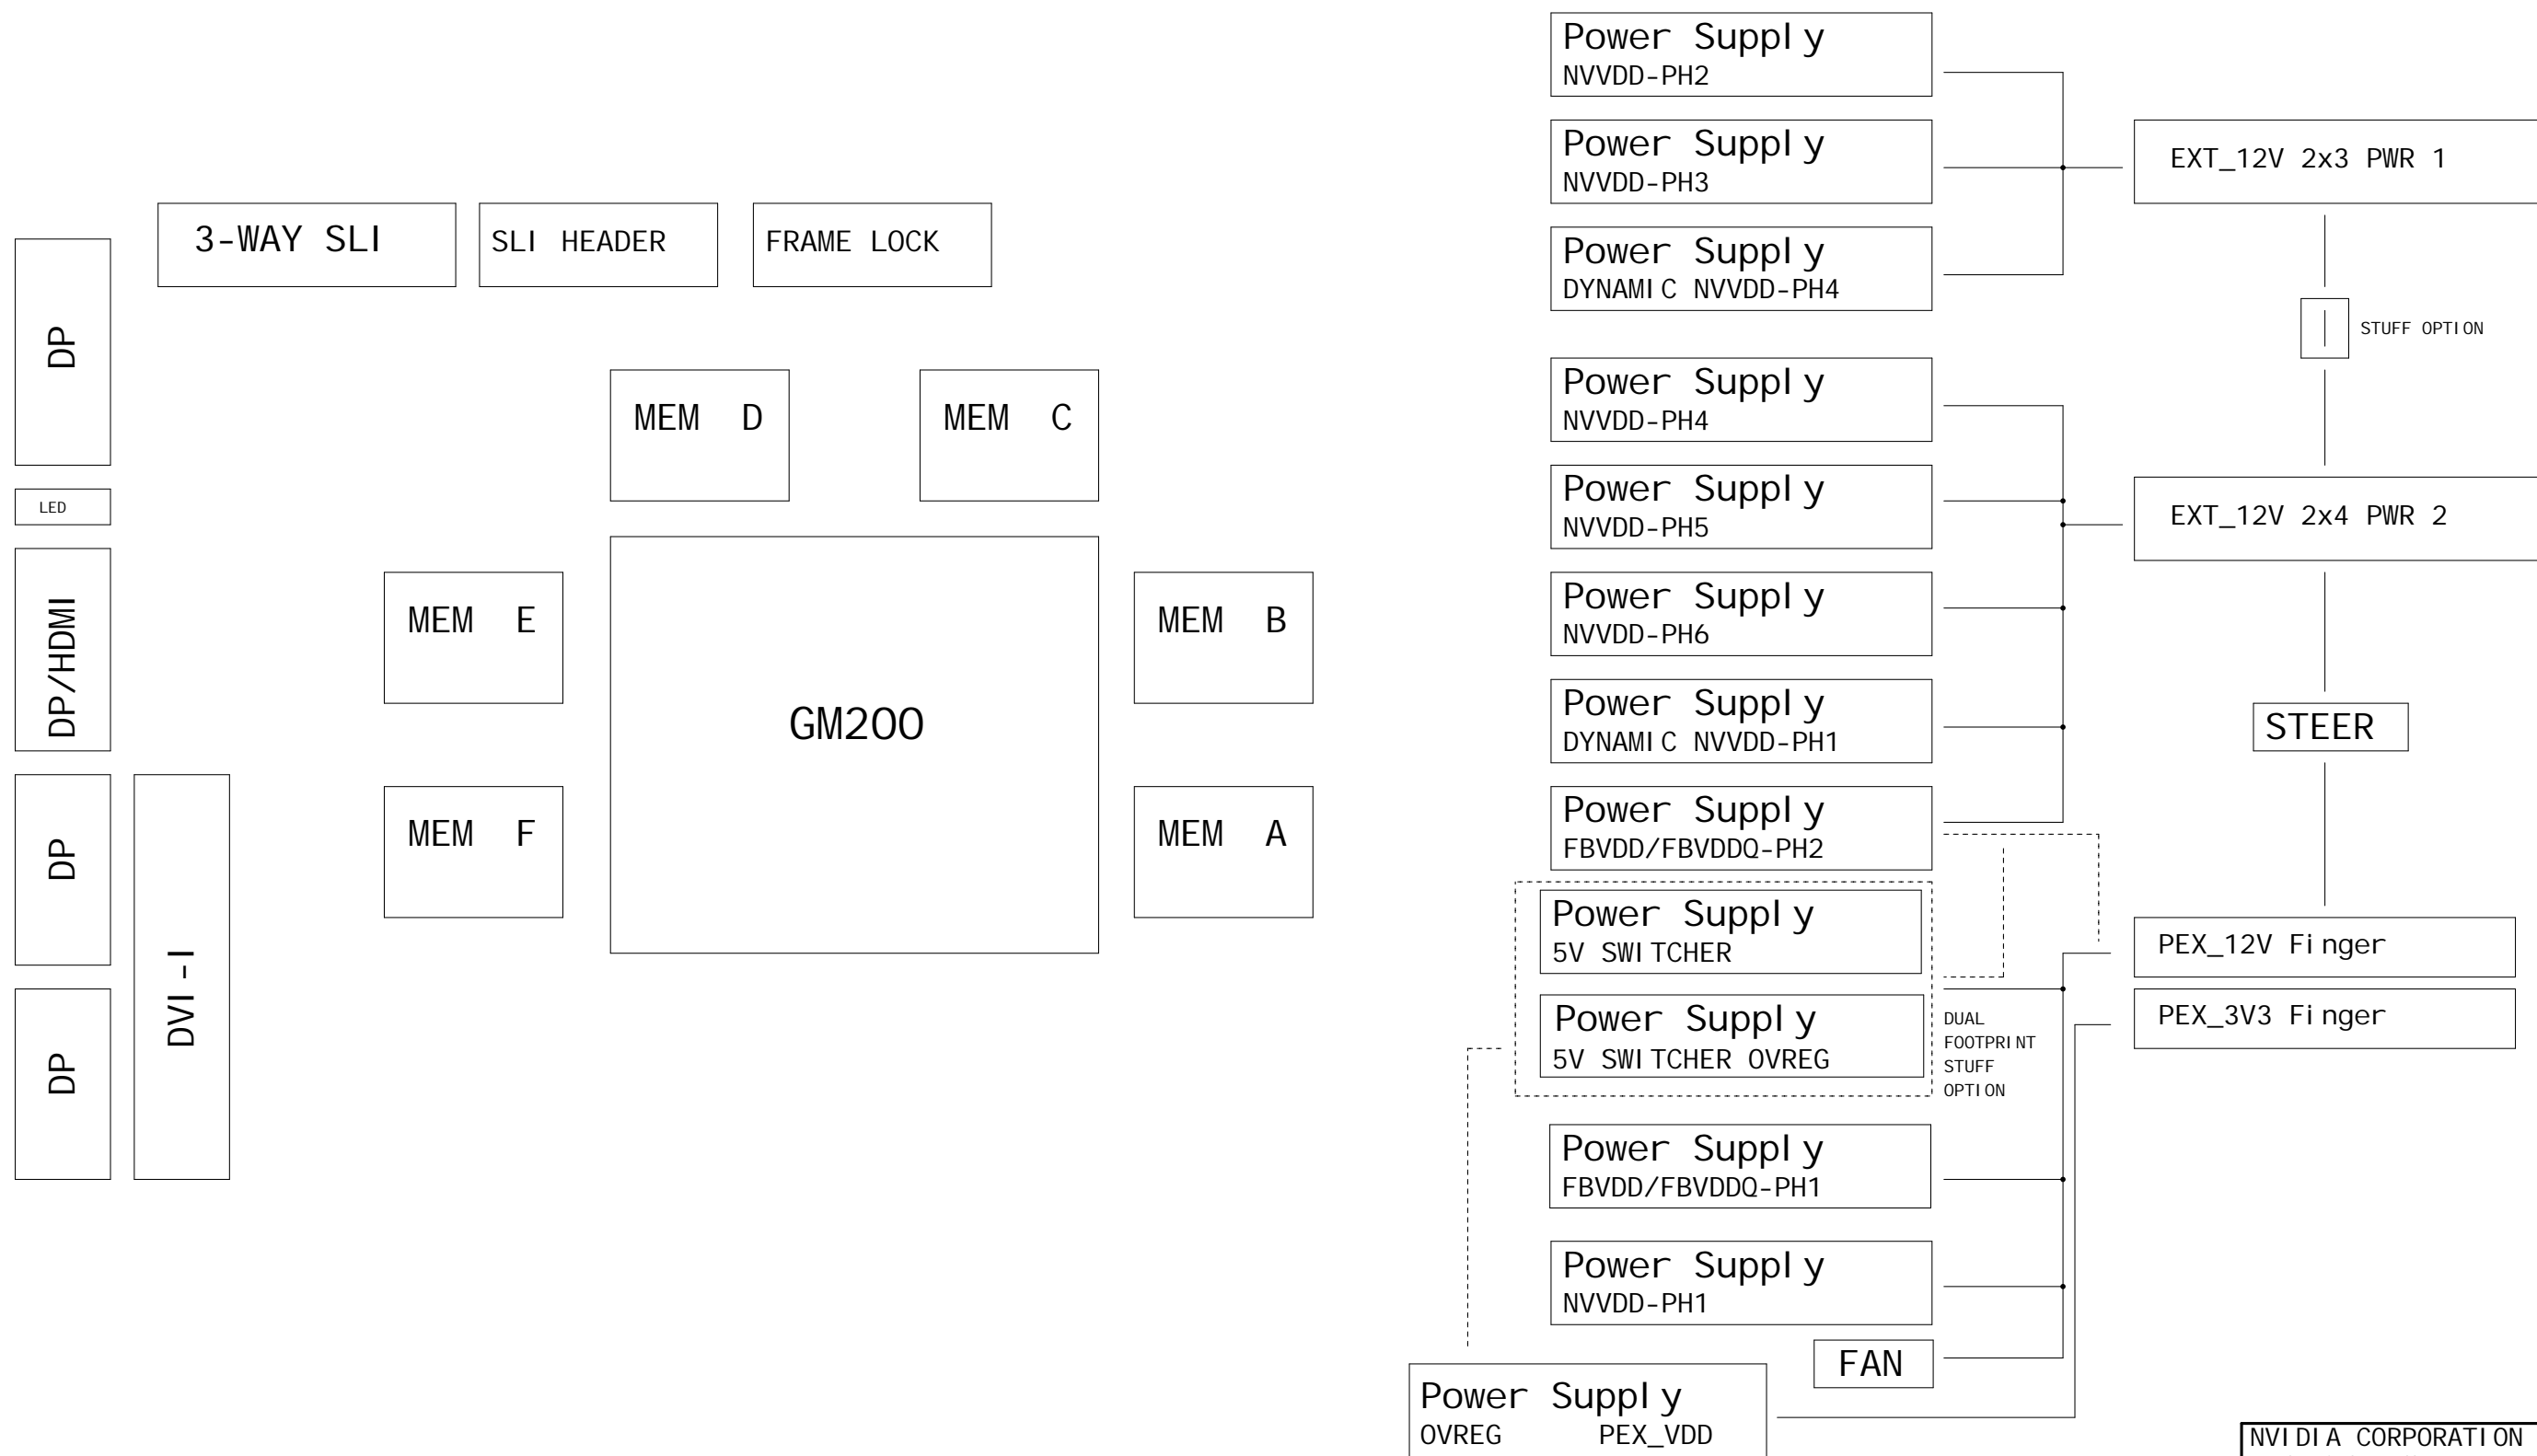 3-WAY SLI
SLI HEADER
FRAME LOCK
DP
LED
DP/HDMI
DP
DP
DVI-I
MEM D
MEM C
MEM E
MEM B
GM200
MEM F
MEM A
Power Supply
NVVDD-PH2
Power Supply
NVVDD-PH3
Power Supply
DYNAMIC NVVDD-PH4
Power Supply
NVVDD-PH4
Power Supply
NVVDD-PH5
Power Supply
NVVDD-PH6
Power Supply
DYNAMIC NVVDD-PH1
Power Supply
FBVDD/FBVDDQ-PH2
Power Supply
5V SWITCHER
Power Supply
5V SWITCHER OVREG
DUAL
FOOTPRINT
STUFF
OPTION
Power Supply
FBVDD/FBVDDQ-PH1
Power Supply
NVVDD-PH1
FAN
Power Supply
OVREG PEX_VDD
EXT_12V 2x3 PWR 1
STUFF OPTION
EXT_12V 2x4 PWR 2
STEER
PEX_12V Finger
PEX_3V3 Finger
NVIDIA CORPORATION